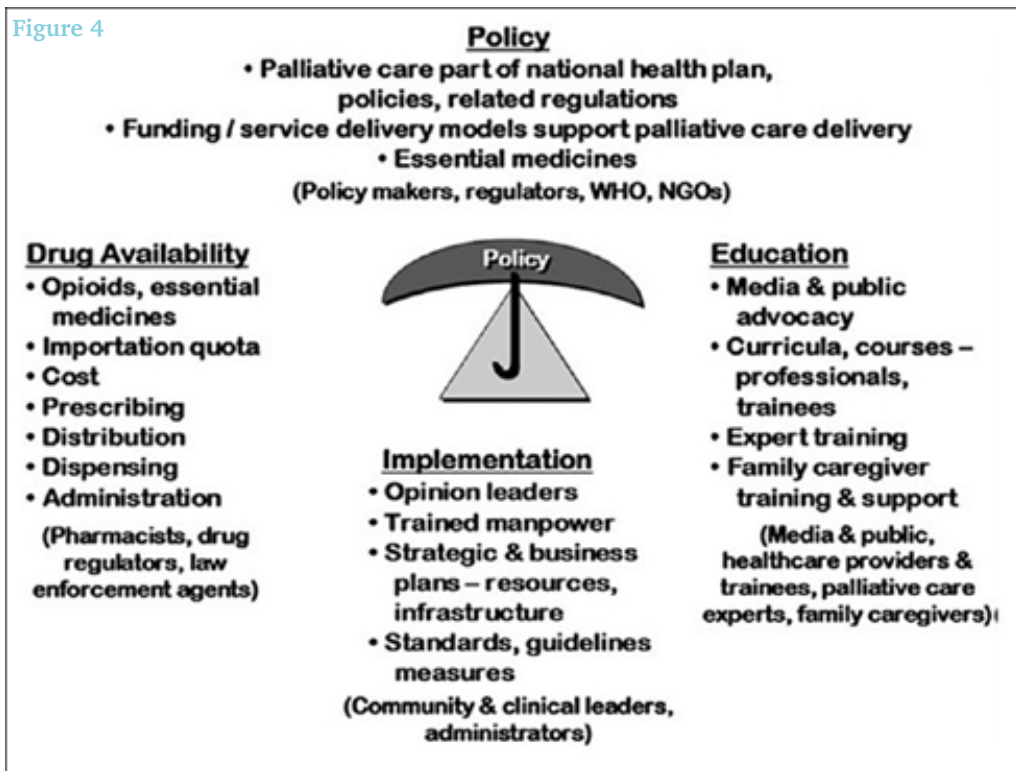 Figure 4
Policy
• Palliative care part of national health plan,
policies, related regulations
• Funding / service delivery models support palliative care delivery
• Essential medicines
(Policy makers, regulators, WHO, NGOs)
Drug Availability
• Opioids, essential
medicines
• Importation quota
• Cost
• Prescribing
• Distribution
• Dispensing
• Administration
(Pharmacists, drug
regulators, law
enforcement agents)
Policy
Implementation
• Opinion leaders
• Trained manpower
• Strategic & business
plans – resources,
infrastructure
• Standards, guidelines
measures
(Community & clinical leaders,
administrators)
Education
• Media & public
advocacy
• Curricula, courses –
professionals,
trainees
• Expert training
• Family caregiver
training & support
(Media & public,
healthcare providers &
trainees, palliative care
experts, family caregivers)(